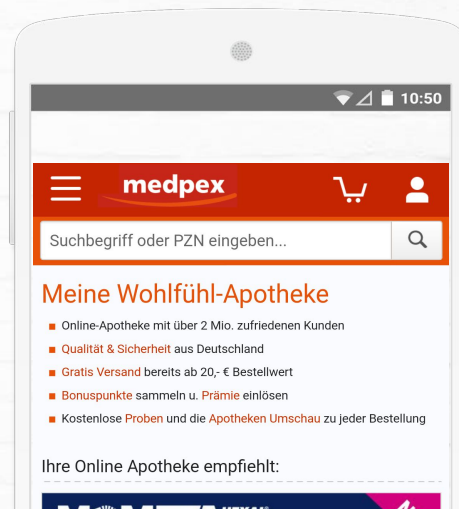 10:50
medpex
Suchbegriff oder PZN eingeben...
Meine Wohlfühl-Apotheke
Online-Apotheke mit über 2 Mio. zufriedenen Kunden
Qualität & Sicherheit aus Deutschland
Gratis Versand bereits ab 20,- € Bestellwert
Bonuspunkte sammeln u. Prämie einlösen
Kostenlose Proben und die Apotheken Umschau zu jeder Bestellung
Ihre Online Apotheke empfiehlt: